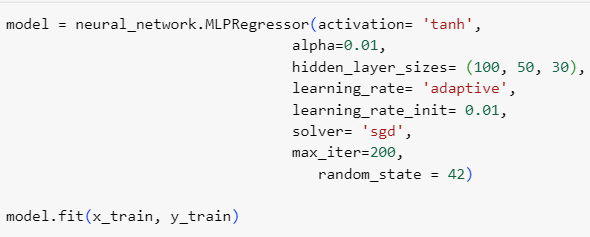 model = neural_network.MLPRegressor(activation= 'tanh',
alpha=0.01,
hidden_layer_sizes= (100, 50, 30),
learning_rate= 'adaptive',
learning_rate_init= 0.01,
solver= 'sgd',
max_iter=200,
random_state = 42)
model.fit(x_train, y_train)